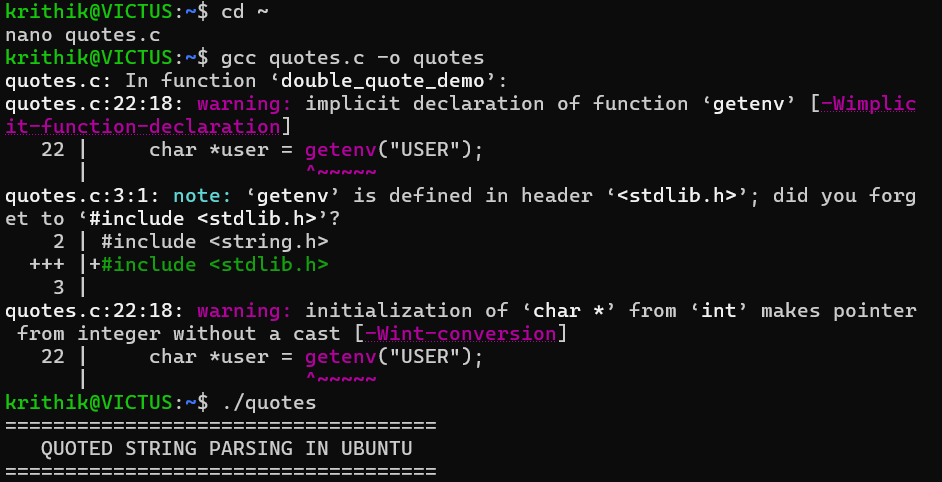 krithik@VICTUS:~$ cd ~
nano quotes.c
krithik@VICTUS:~$ gcc quotes.c -o quotes
quotes.c: In function ‘double_quote_demo’:
quotes.c:22:18: warning: implicit declaration of function ‘getenv’ [-Wimplic
it-function-declaration]
   22 |     char *user = getenv("USER");
      |                  ^~~~~~
quotes.c:3:1: note: ‘getenv’ is defined in header ‘<stdlib.h>’; did you forg
et to ‘#include <stdlib.h>’?
    2 | #include <string.h>
  +++ |+#include <stdlib.h>
    3 |
quotes.c:22:18: warning: initialization of ‘char *’ from ‘int’ makes pointer
 from integer without a cast [-Wint-conversion]
   22 |     char *user = getenv("USER");
      |                  ^~~~~~
krithik@VICTUS:~$ ./quotes
====================================
   QUOTED STRING PARSING IN UBUNTU
====================================